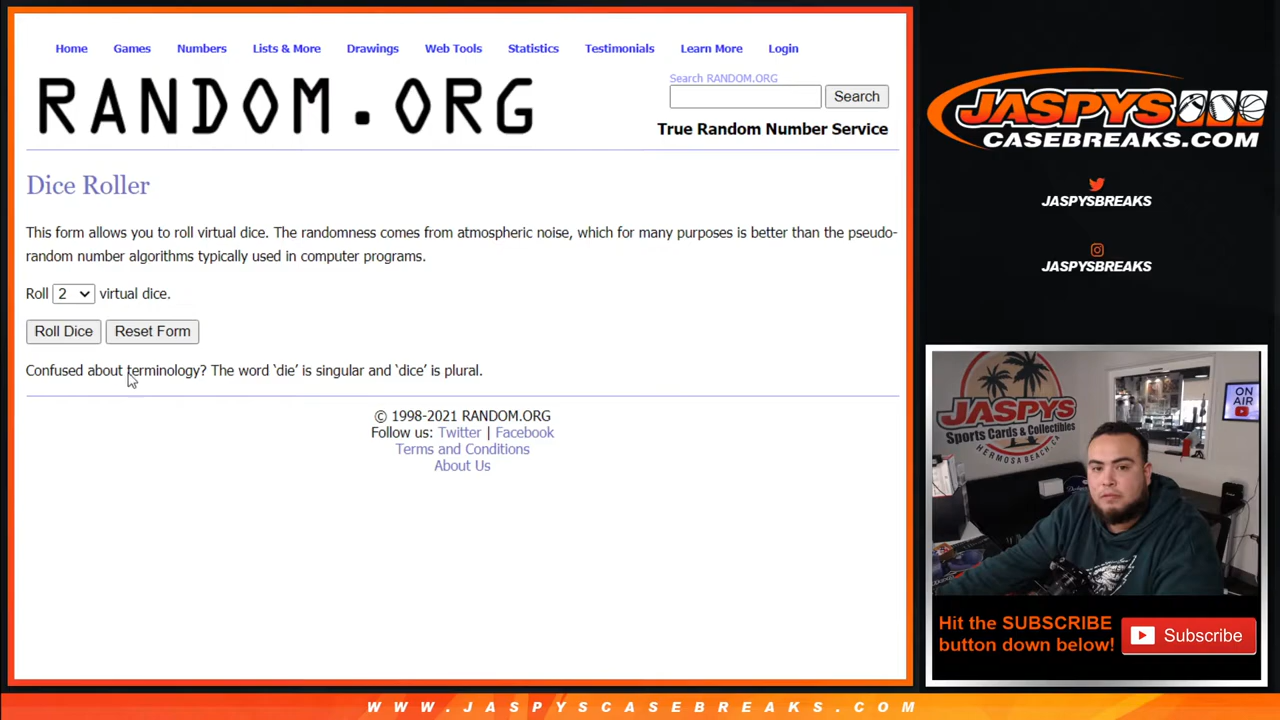 Home Games Numbers Lists & More Drawings Web Tools Statistics Testimonials Learn More Login
RANDOM.ORG
Search RANDOM.ORG
Search
True Random Number Service
Dice Roller
This form allows you to roll virtual dice. The randomness comes from atmospheric noise, which for many purposes is better than the pseudo-
random number algorithms typically used in computer programs.
Roll 2 virtual dice.
Roll Dice Reset Form
Confused about terminology? The word ‘die’ is singular and ‘dice’ is plural.
© 1998-2021 RANDOM.ORG
Follow us: Twitter | Facebook
Terms and Conditions
About Us
JASPYS
CASEBREAKS.COM
JASPYSBREAKS
JASPYSBREAKS
JASPYS
Sports Cards & Collectibles
HERMOSA BEACH, CA
ON
AIR
Hit the SUBSCRIBE
button down below!
Subscribe
WWW.JASPYSCASEBREAKS.COM